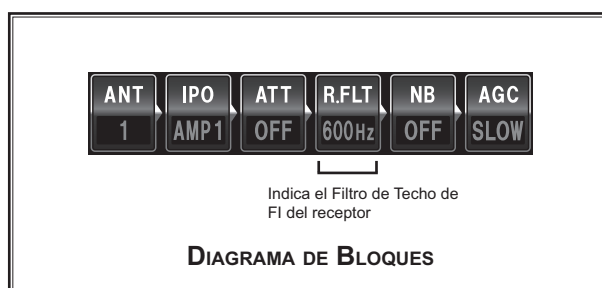 ANT IPO ATT R.FLT NB AGC
1 AMP1 OFF 600Hz OFF SLOW
Indica el Filtro de Techo de
FI del receptor
DIAGRAMA DE BLOQUES